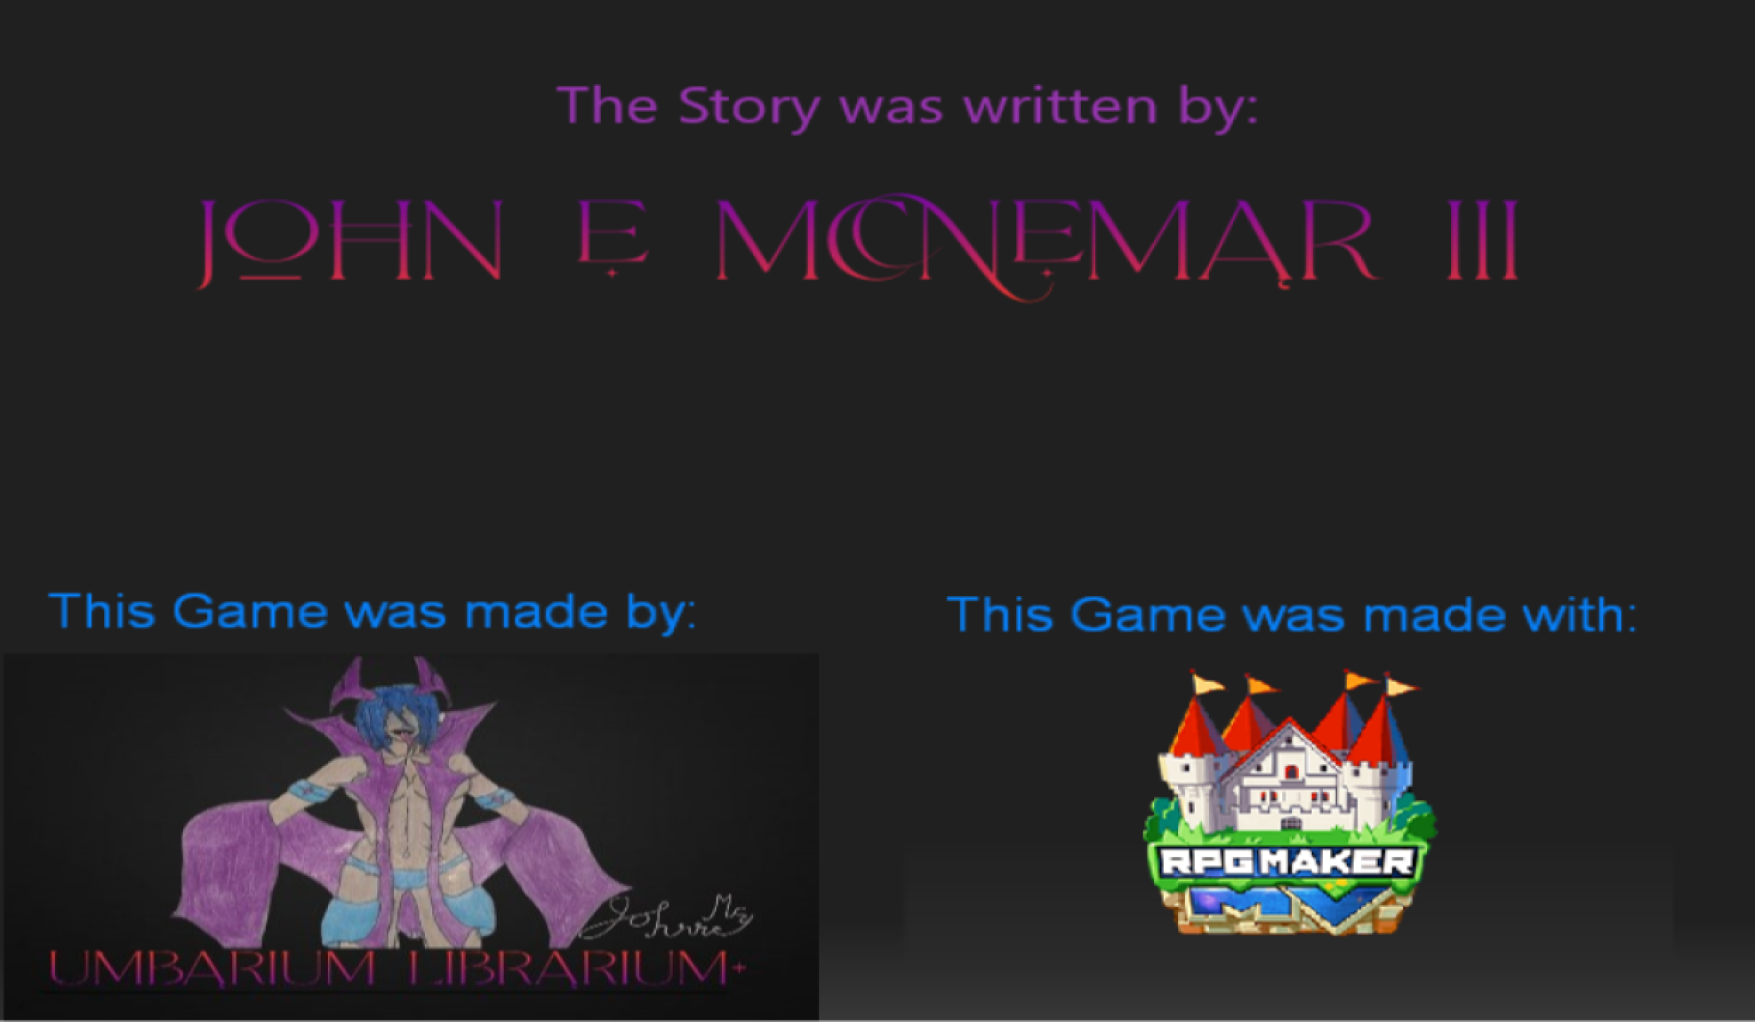 The Story was written by:
JOHN E MCNEMAR III
This Game was made by:
This Game was made with:
RPG MAKER
MV
UMBARIUM LIBRARIUM+